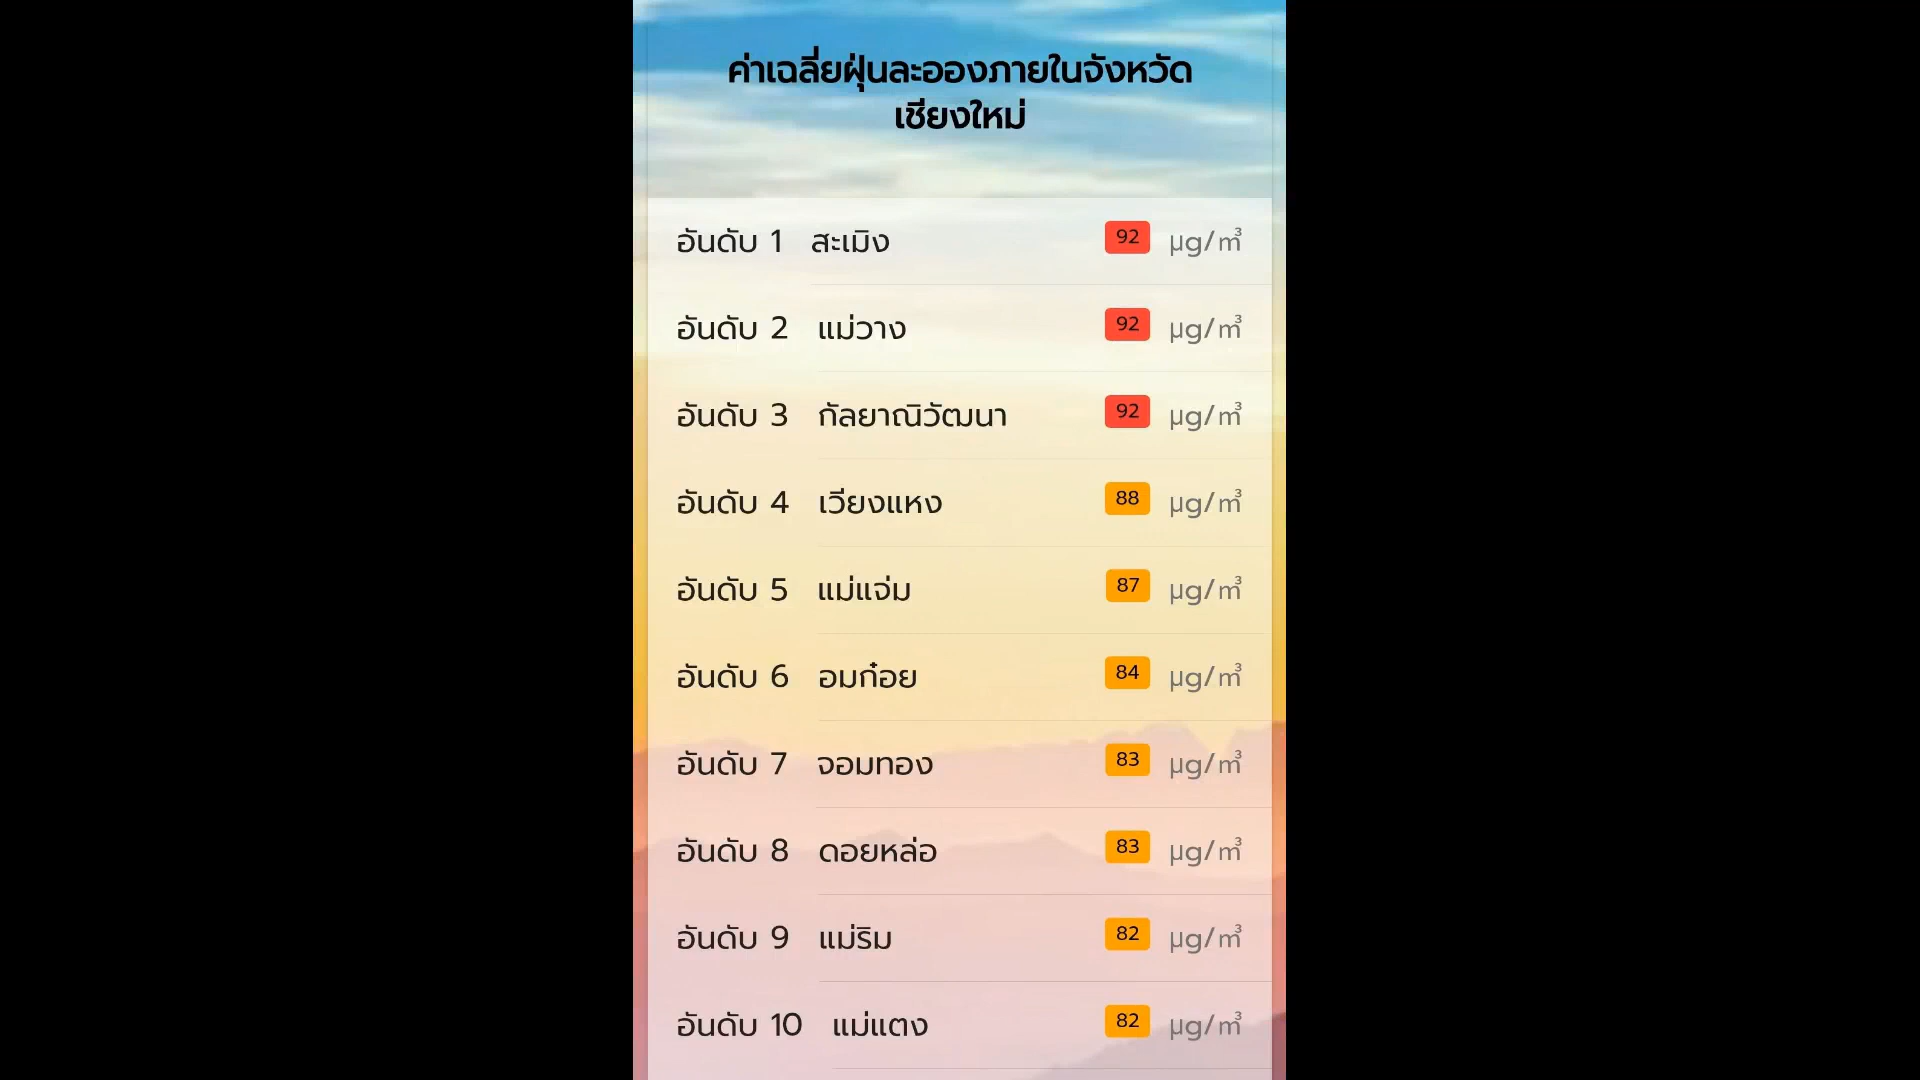 ค่าเฉลี่ยฝุ่นละอองภายในจังหวัด
เชียงใหม่
อันดับ 1 สะเมิง 92 µg/㎥
อันดับ 2 แม่วาง 92 µg/㎥
อันดับ 3 กัลยาณิวัฒนา 92 µg/㎥
อันดับ 4 เวียงแหง 88 µg/㎥
อันดับ 5 แม่แจ่ม 87 µg/㎥
อันดับ 6 อมก๋อย 84 µg/㎥
อันดับ 7 จอมทอง 83 µg/㎥
อันดับ 8 ดอยหล่อ 83 µg/㎥
อันดับ 9 แม่ริม 82 µg/㎥
อันดับ 10 แม่แตง 82 µg/㎥